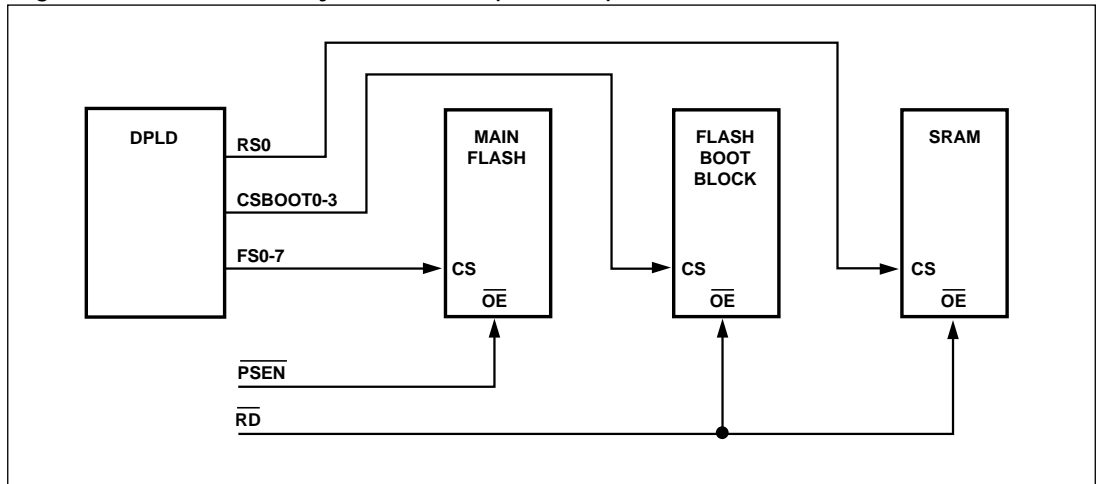 DPLD
RS0
CSBOOT0-3
FS0-7
MAIN
FLASH
CS
OE
FLASH
BOOT
BLOCK
CS
OE
SRAM
CS
OE
PSEN
RD